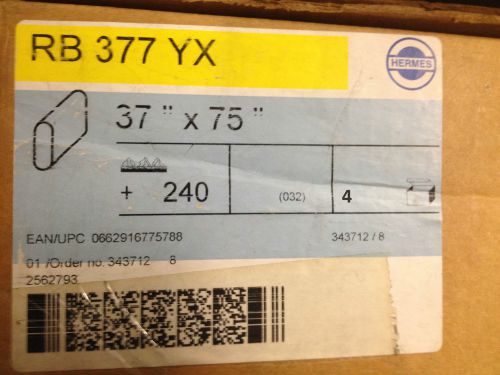 RB 377 YX
HERMES
37 " x 75 "
+ 240
(032)
4
EAN/UPC 0662916775788
343712 / 8
01 /Order no. 343712 8
2562793